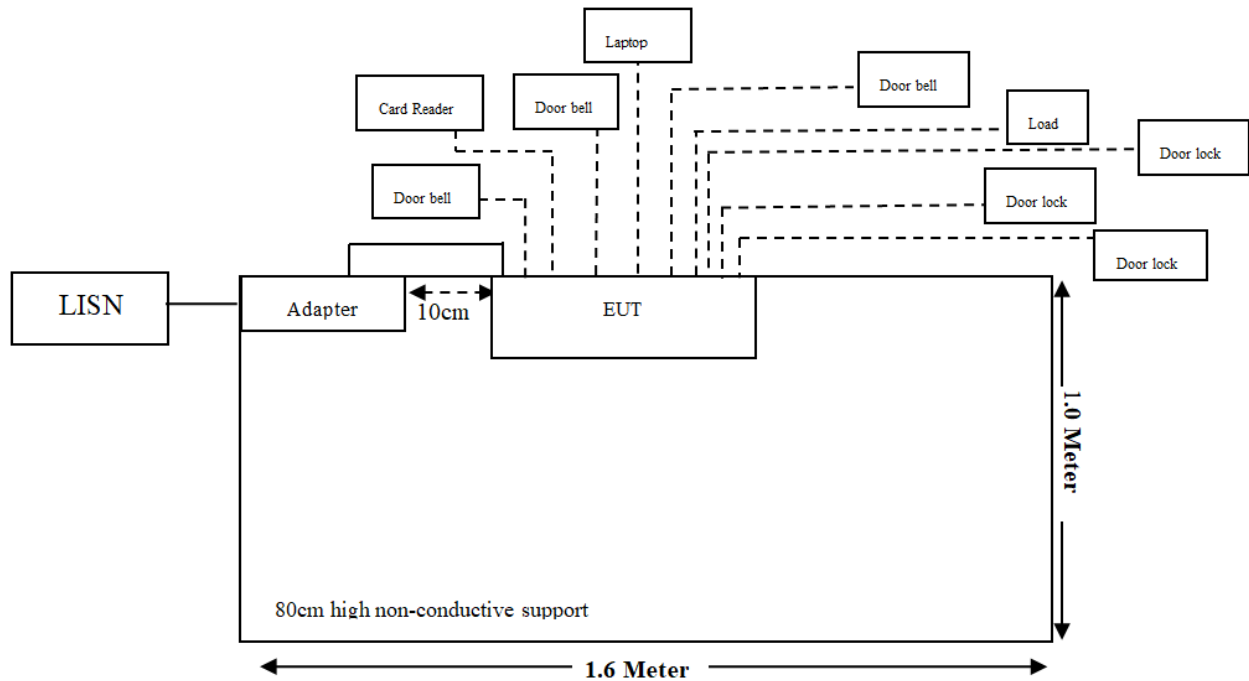 Laptop
Door bell
Card Reader
Door bell
Load
Door lock
Door bell
Door lock
Door lock
LISN
Adapter
10cm
EUT
1.0 Meter
80cm high non-conductive support
1.6 Meter